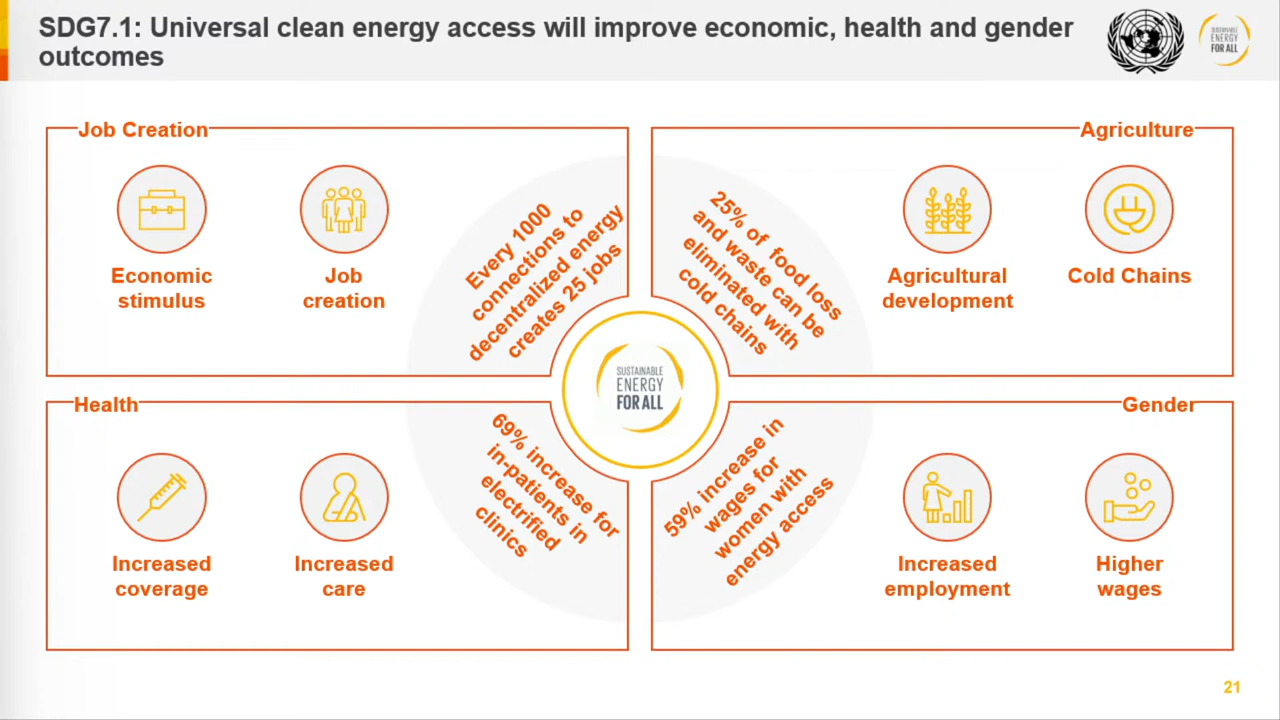 SDG7.1: Universal clean energy access will improve economic, health and gender
outcomes
SUSTAINABLE
ENERGY
FOR ALL
Job Creation
Economic
stimulus
Job
creation
Every 1000
connections to
decentralized energy
creates 25 jobs
Agriculture
25% of food loss
and waste can be
eliminated with
cold chains
Agricultural
development
Cold Chains
SUSTAINABLE
ENERGY
FOR ALL
Health
Increased
coverage
Increased
care
69% increase for
in-patients in
electrified
clinics
Gender
59% increase in
wages for
women with
energy access
Increased
employment
Higher
wages
21